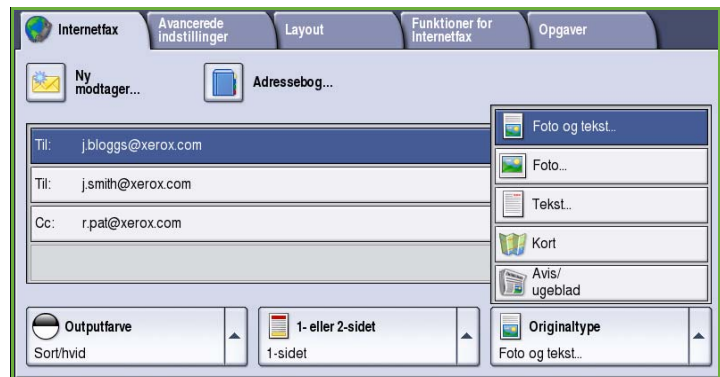 Internetfax
Avancerede
indstillinger
Layout
Funktioner for
Internetfax
Opgaver
Ny
modtager...
Adressebog...
Til: j.bloggs@xerox.com
Til: j.smith@xerox.com
Cc: r.pat@xerox.com
Foto og tekst...
Foto...
Tekst...
Kort
Avis/
ugeblad
Outputfarve
Sort/hvid
1- eller 2-sidet
1-sidet
Originaltype
Foto og tekst...